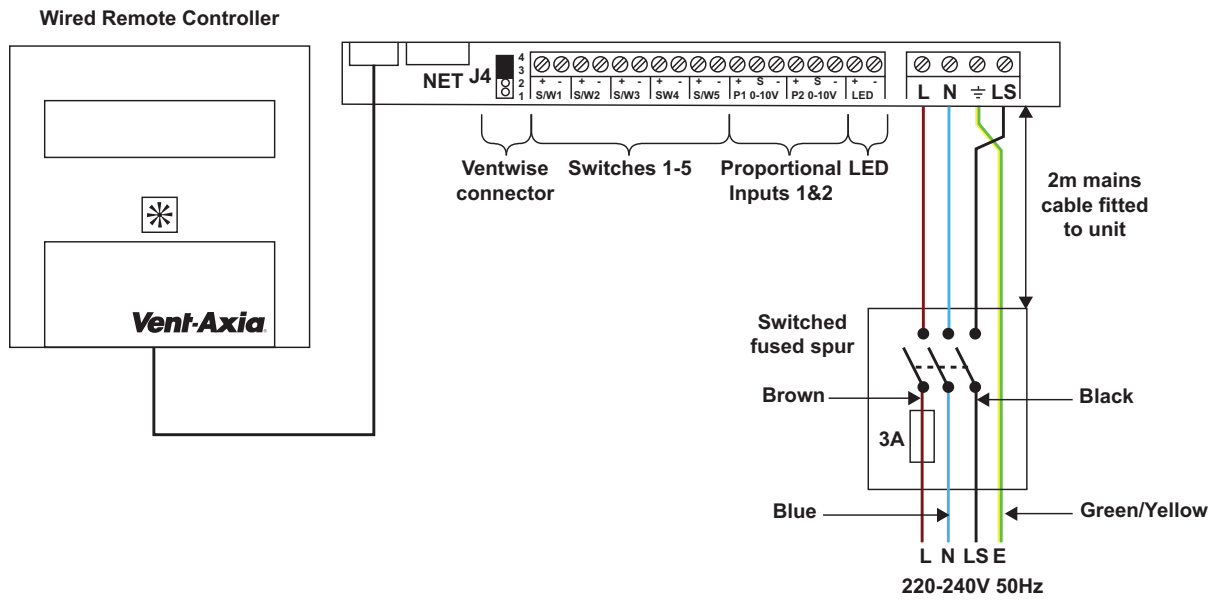 Wired Remote Controller
NET J4
4
3
2
1
+ - + - + - + - + - + S - + S - + -
S/W1 S/W2 S/W3 SW4 S/W5 P1 0-10V P2 0-10V LED
L N LS
Ventwise
connector
Switches 1-5
Proportional
Inputs 1&2
LED
2m mains
cable fitted
to unit
Vent-Axia
Switched
fused spur
Brown
Black
3A
Blue
Green/Yellow
L N LS E
220-240V 50Hz